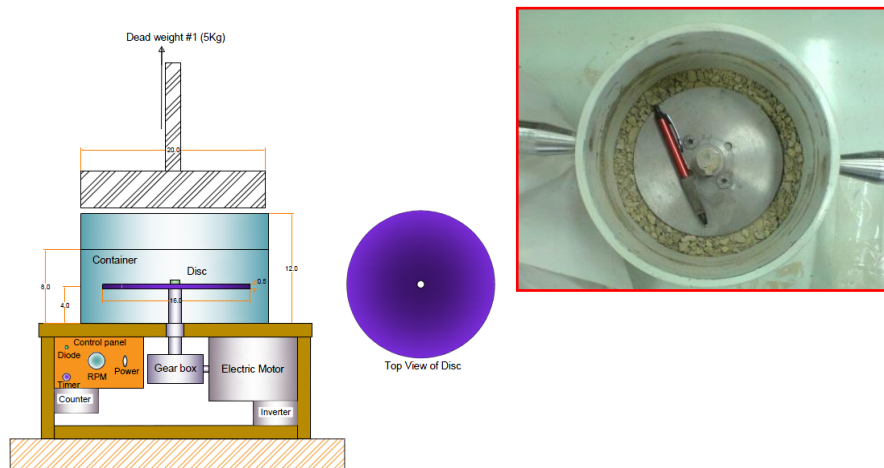 Dead weight #1 (5Kg)
20.0
Container
Disc
0.5
12.0
8.0
4.0
16.0
Control panel
Diode
RPM
Power
Timer
Counter
Gear box
Electric Motor
Inverter
Top View of Disc